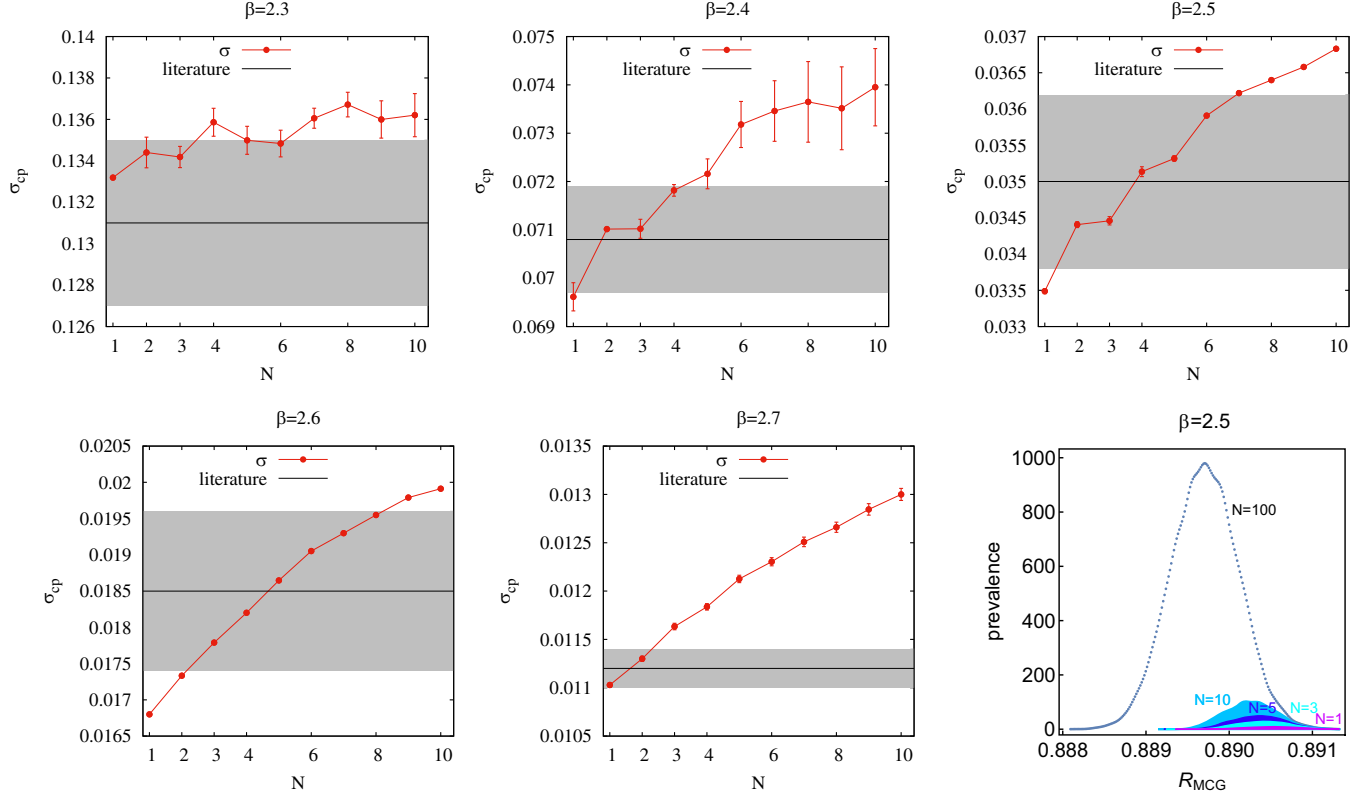 β=2.3
0.14
0.138
0.136
0.134
0.132
0.13
0.128
0.126
σcp
σ
literature
1 2 3 4 6 8 10
N
β=2.4
0.075
0.074
0.073
0.072
0.071
0.07
0.069
σcp
σ
literature
1 2 3 4 6 8 10
N
β=2.5
0.037
0.0365
0.036
0.0355
0.035
0.0345
0.034
0.0335
0.033
σcp
σ
literature
1 2 3 4 6 8 10
N
β=2.6
0.0205
0.02
0.0195
0.019
0.0185
0.018
0.0175
0.017
0.0165
σcp
σ
literature
1 2 3 4 6 8 10
N
β=2.7
0.0135
0.013
0.0125
0.012
0.0115
0.011
0.0105
σcp
σ
literature
1 2 3 4 6 8 10
N
β=2.5
1000
800
600
400
200
0
prevalence
N=100
N=10
N=5
N=3
N=1
0.888 0.889 0.890 0.891
RMCG